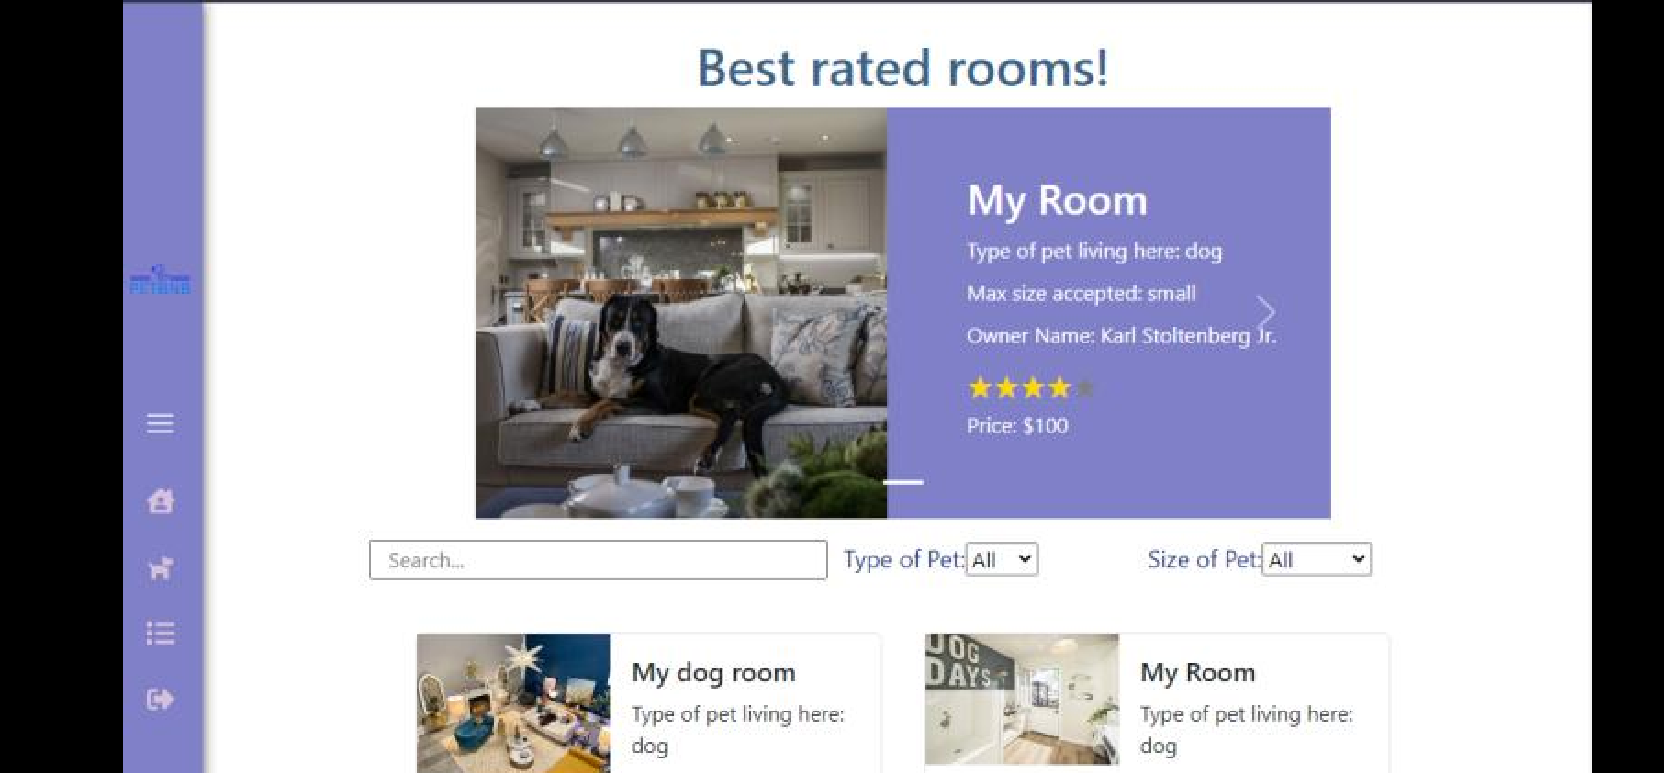 Best rated rooms!
My Room
Type of pet living here: dog
Max size accepted: small
Owner Name: Karl Stoltenberg Jr.
Price: $100
PETBNB
Search...
Type of Pet: All
Size of Pet: All
My dog room
Type of pet living here:
dog
DOG
DAYS
My Room
Type of pet living here:
dog